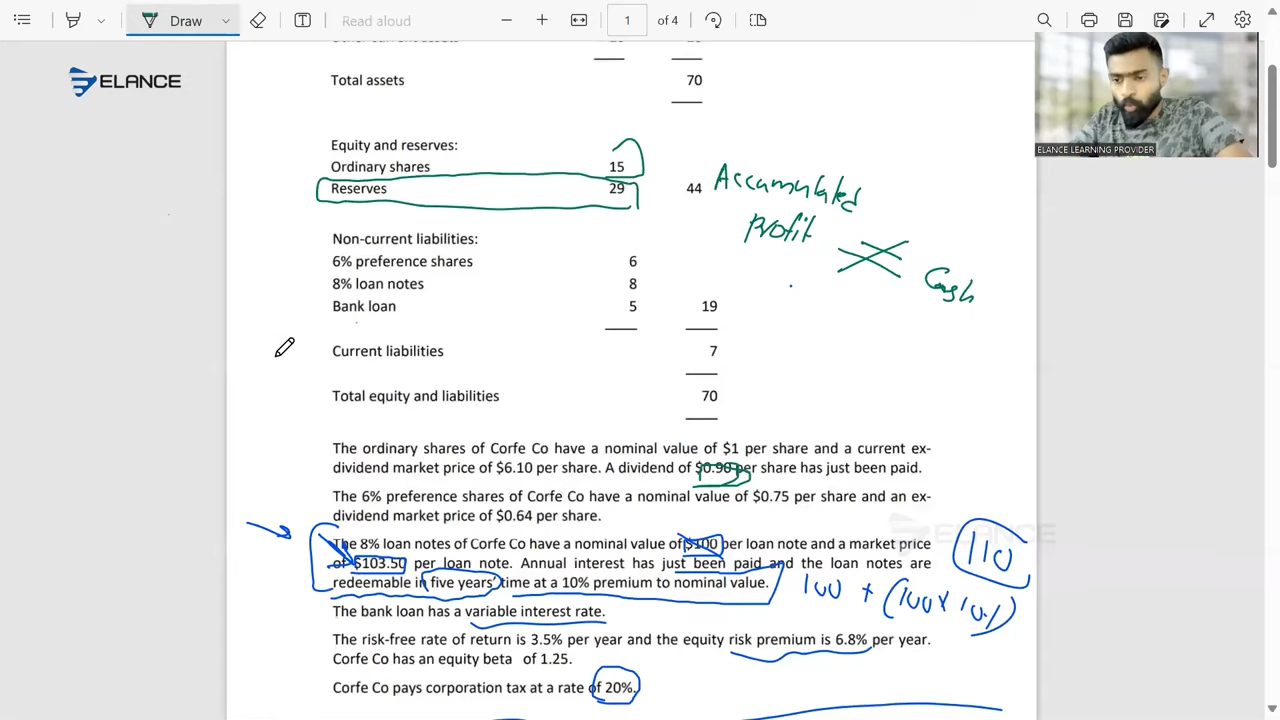 Draw
Read aloud
1
of 4
ELANCE
ELANCE LEARNING PROVIDER
Total assets 70
Equity and reserves:
Ordinary shares 15
Reserves 29 44
Accumulated
Profit
Cash
Non-current liabilities:
6% preference shares 6
8% loan notes 8
Bank loan 5 19
Current liabilities 7
Total equity and liabilities 70
The ordinary shares of Corfe Co have a nominal value of $1 per share and a current ex-
dividend market price of $6.10 per share. A dividend of $0.90 per share has just been paid.
The 6% preference shares of Corfe Co have a nominal value of $0.75 per share and an ex-
dividend market price of $0.64 per share.
ELANCE
The 8% loan notes of Corfe Co have a nominal value of $100 per loan note and a market price
of $103.50 per loan note. Annual interest has just been paid and the loan notes are
redeemable in five years' time at a 10% premium to nominal value.
110
100 + (100 x 10%)
The bank loan has a variable interest rate.
The risk-free rate of return is 3.5% per year and the equity risk premium is 6.8% per year.
Corfe Co has an equity beta of 1.25.
Corfe Co pays corporation tax at a rate of 20%.